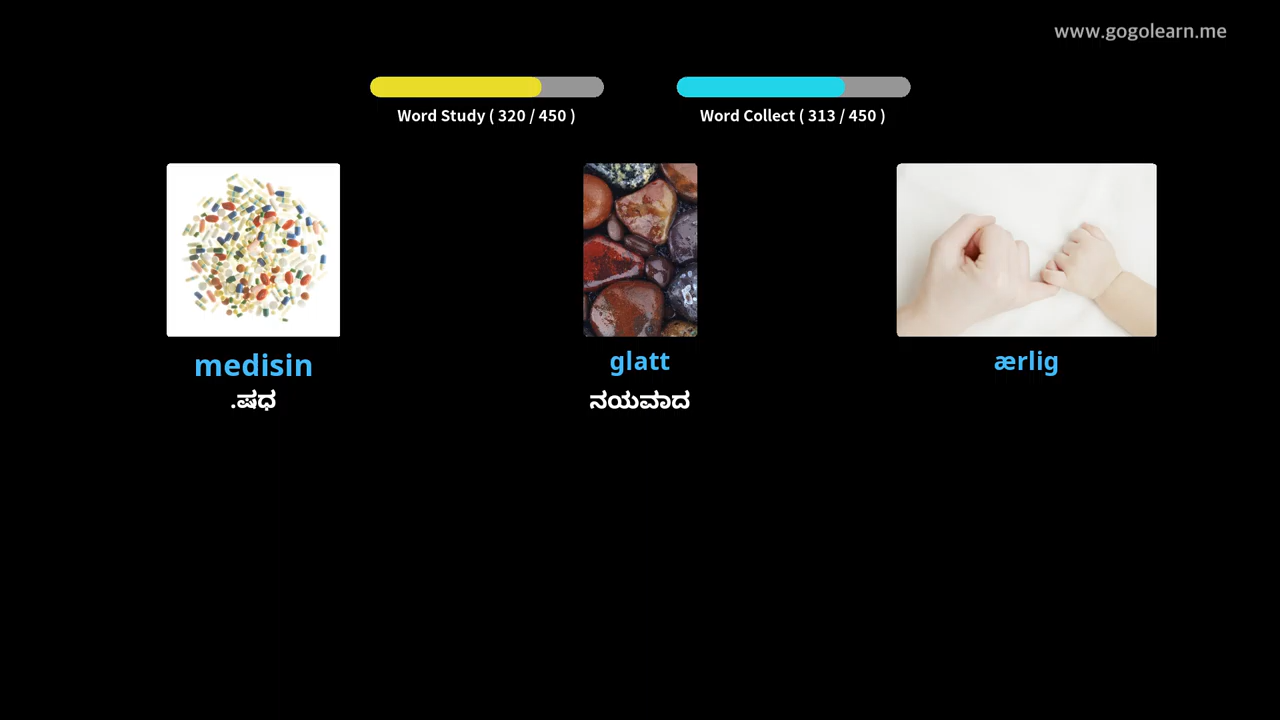 www.gogolearn.me
Word Study ( 320 / 450 )
Word Collect ( 313 / 450 )
medisin
glatt
ærlig
.ಷಧ
ನಯವಾದ